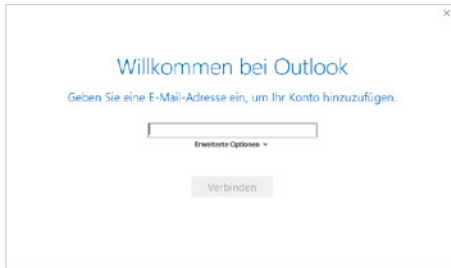 Willkommen bei Outlook
Geben Sie eine E-Mail-Adresse ein, um Ihr Konto hinzuzufügen.
Erweiterte Optionen
Verbinden